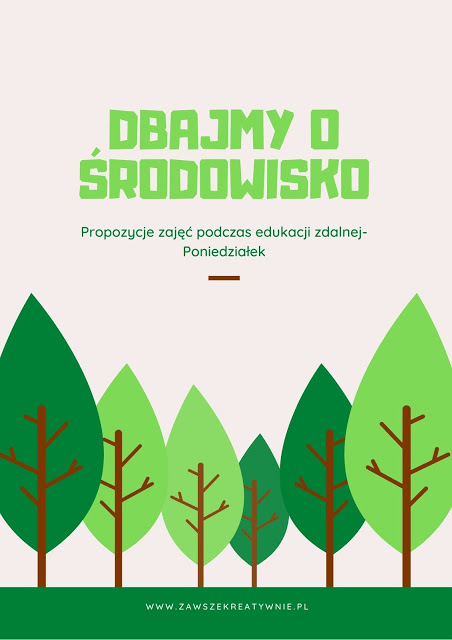 DBAJMY O
ŚRODOWISKO
Propozycje zajęć podczas edukacji zdalnej-
Poniedziałek
WWW.ZAWSZEKREATYWNIE.PL